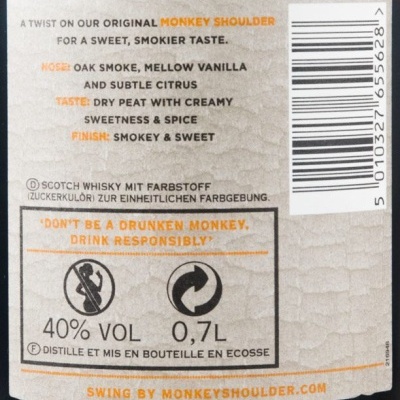 A TWIST ON OUR ORIGINAL MONKEY SHOULDER
FOR A SWEET, SMOKIER TASTE.
NOSE: OAK SMOKE, MELLOW VANILLA
AND SUBTLE CITRUS
TASTE: DRY PEAT WITH CREAMY
SWEETNESS & SPICE
FINISH: SMOKEY & SWEET
5 010327 655628 >
Ⓓ SCOTCH WHISKY MIT FARBSTOFF
(ZUCKERKULÖR) ZUR EINHEITLICHEN FARBGEBUNG.
'DON'T BE A DRUNKEN MONKEY,
DRINK RESPONSIBLY'
40% VOL 0,7L
Ⓕ DISTILLE ET MIS EN BOUTEILLE EN ECOSSE
SWING BY MONKEYSHOULDER.COM